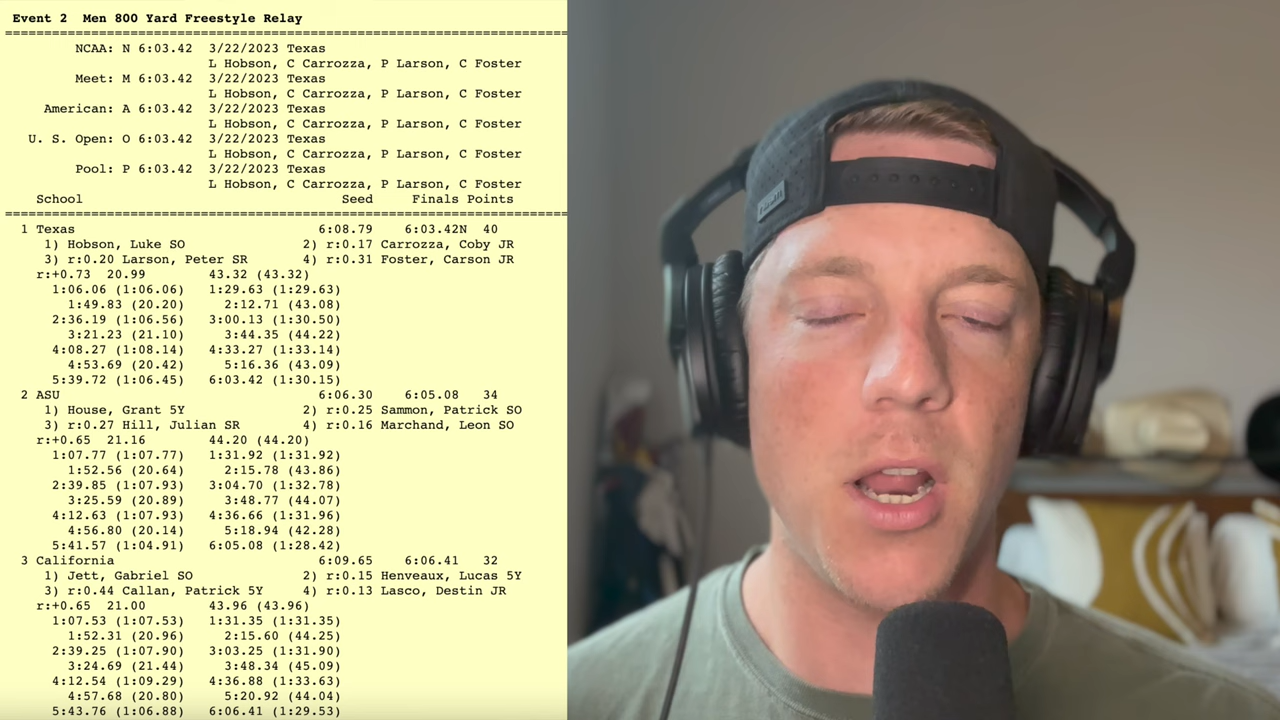 Event 2  Men 800 Yard Freestyle Relay
===============================================================================
NCAA: N 6:03.42  3/22/2023 Texas
L Hobson, C Carrozza, P Larson, C Foster
Meet: M 6:03.42  3/22/2023 Texas
L Hobson, C Carrozza, P Larson, C Foster
American: A 6:03.42  3/22/2023 Texas
L Hobson, C Carrozza, P Larson, C Foster
U. S. Open: O 6:03.42  3/22/2023 Texas
L Hobson, C Carrozza, P Larson, C Foster
Pool: P 6:03.42  3/22/2023 Texas
L Hobson, C Carrozza, P Larson, C Foster
School Seed Finals Points
===============================================================================
1 Texas 6:08.79 6:03.42N 40
1) Hobson, Luke SO 2) r:0.17 Carrozza, Coby JR
3) r:0.20 Larson, Peter SR 4) r:0.31 Foster, Carson JR
r:+0.73 20.99 43.32 (43.32)
1:06.06 (1:06.06) 1:29.63 (1:29.63)
1:49.83 (20.20) 2:12.71 (43.08)
2:36.19 (1:06.56) 3:00.13 (1:30.50)
3:21.23 (21.10) 3:44.35 (44.22)
4:08.27 (1:08.14) 4:33.27 (1:33.14)
4:53.69 (20.42) 5:16.36 (43.09)
5:39.72 (1:06.45) 6:03.42 (1:30.15)
2 ASU 6:06.30 6:05.08 34
1) House, Grant 5Y 2) r:0.25 Sammon, Patrick SO
3) r:0.27 Hill, Julian SR 4) r:0.16 Marchand, Leon SO
r:+0.65 21.16 44.20 (44.20)
1:07.77 (1:07.77) 1:31.92 (1:31.92)
1:52.56 (20.64) 2:15.78 (43.86)
2:39.85 (1:07.93) 3:04.70 (1:32.78)
3:25.59 (20.89) 3:48.77 (44.07)
4:12.63 (1:07.93) 4:36.66 (1:31.96)
4:56.80 (20.14) 5:18.94 (42.28)
5:41.57 (1:04.91) 6:05.08 (1:28.42)
3 California 6:09.65 6:06.41 32
1) Jett, Gabriel SO 2) r:0.15 Henveaux, Lucas 5Y
3) r:0.44 Callan, Patrick 5Y 4) r:0.13 Lasco, Destin JR
r:+0.65 21.00 43.96 (43.96)
1:07.53 (1:07.53) 1:31.35 (1:31.35)
1:52.31 (20.96) 2:15.60 (44.25)
2:39.25 (1:07.90) 3:03.25 (1:31.90)
3:24.69 (21.44) 3:48.34 (45.09)
4:12.54 (1:09.29) 4:36.88 (1:33.63)
4:57.68 (20.80) 5:20.92 (44.04)
5:43.76 (1:06.88) 6:06.41 (1:29.53)